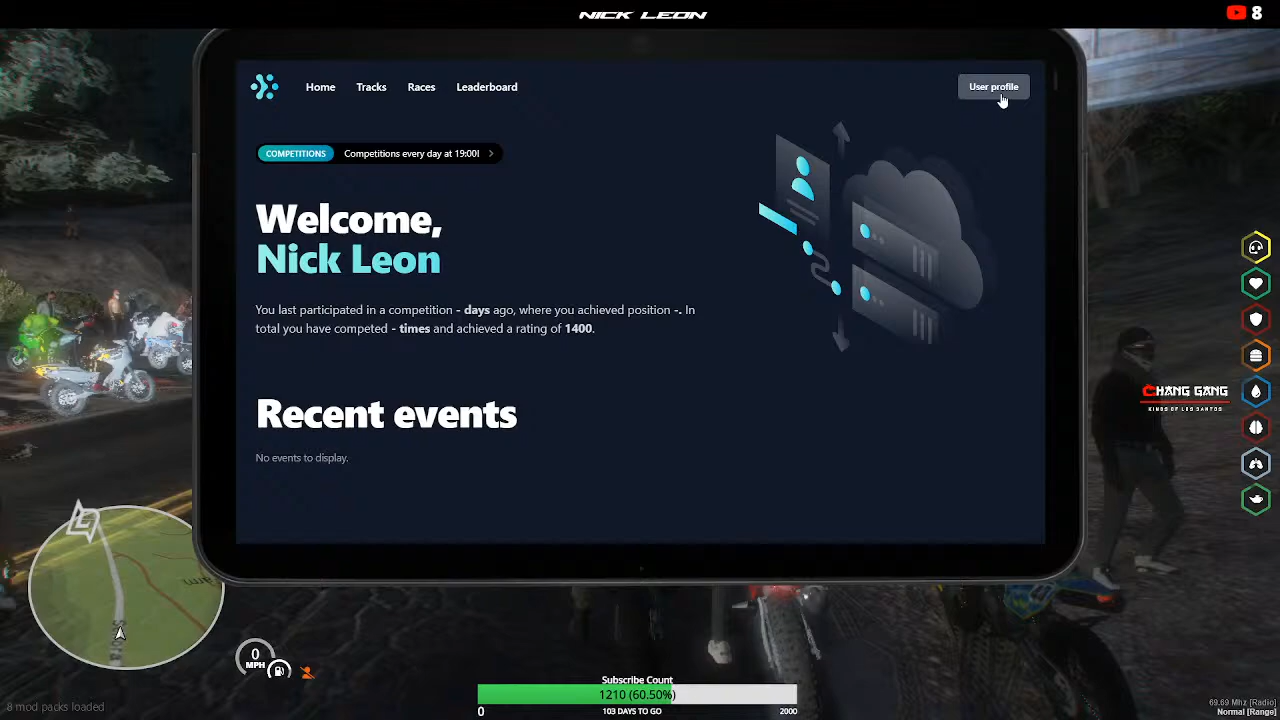 NICK LEON
8
Home
Tracks
Races
Leaderboard
User profile
COMPETITIONS
Competitions every day at 19:00!
Welcome,
Nick Leon
You last participated in a competition - days ago, where you achieved position -. In
total you have competed - times and achieved a rating of 1400.
Recent events
No events to display.
CHANG GANG
KINGS OF LOS SANTOS
0
MPH
Subscribe Count
1210 (60.50%)
0
103 DAYS TO GO
2000
8 mod packs loaded
69.69 Mhz [Radio]
Normal [Range]